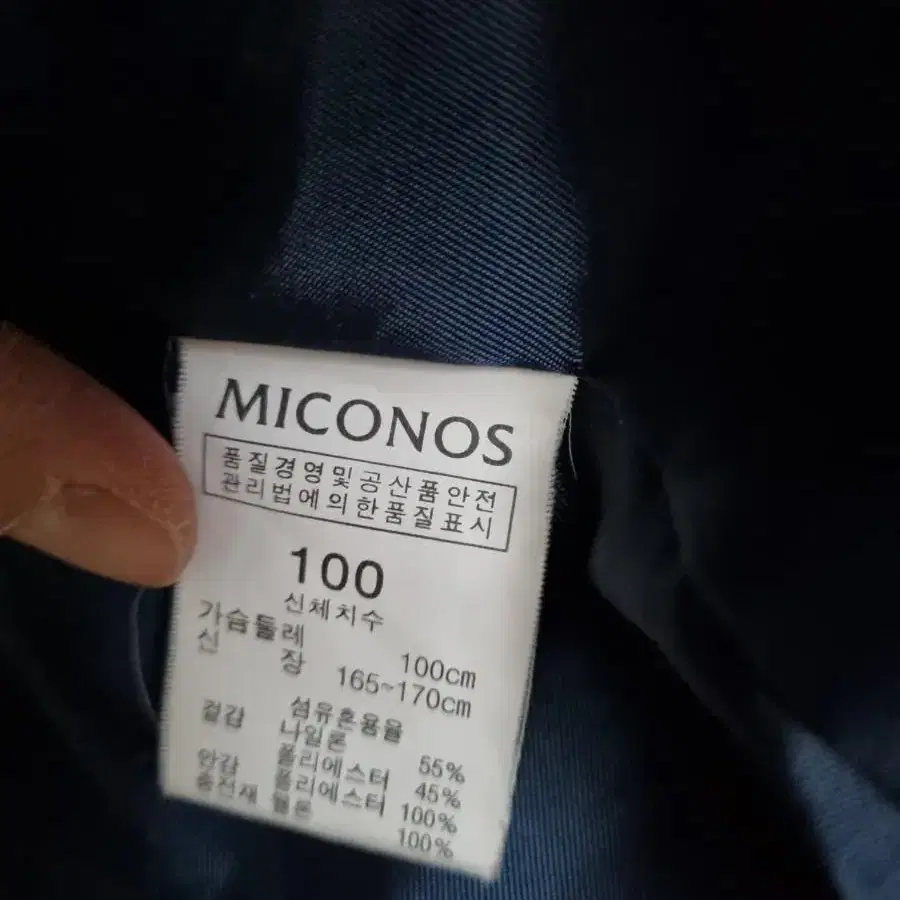 MICONOS
품질경영및공산품안전
관리법에의한품질표시
100
신체치수
가슴둘레 100cm
신 장 165~170cm
섬유혼용율
겉감 나일론 55%
폴리에스터 45%
안감 폴리에스터 100%
충전재 웰론 100%